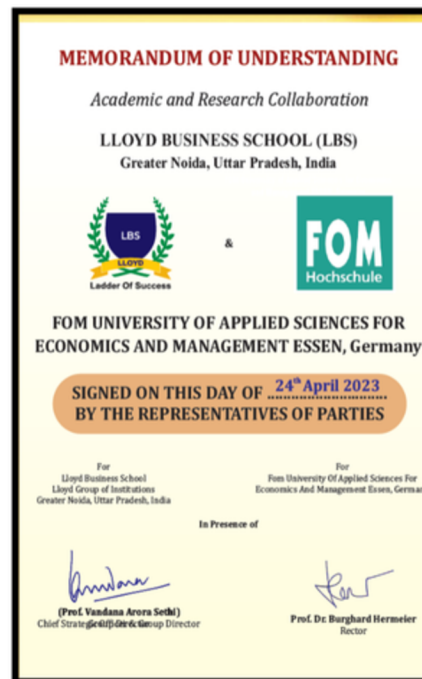 MEMORANDUM OF UNDERSTANDING
Academic and Research Collaboration
LLOYD BUSINESS SCHOOL (LBS)
Greater Noida, Uttar Pradesh, India
LBS
LLOYD
Ladder Of Success
&
FOM
Hochschule
FOM UNIVERSITY OF APPLIED SCIENCES FOR
ECONOMICS AND MANAGEMENT ESSEN, Germany
SIGNED ON THIS DAY OF 24th April 2023
BY THE REPRESENTATIVES OF PARTIES
For
Lloyd Business School
Lloyd Group of Institutions
Greater Noida, Uttar Pradesh, India
For
Fom University Of Applied Sciences For
Economics And Management Essen, German
In Presence of
(Prof. Vandana Arora Sethi)
Chief Group Director
Prof. Dr. Burghard Hermeier
Rector